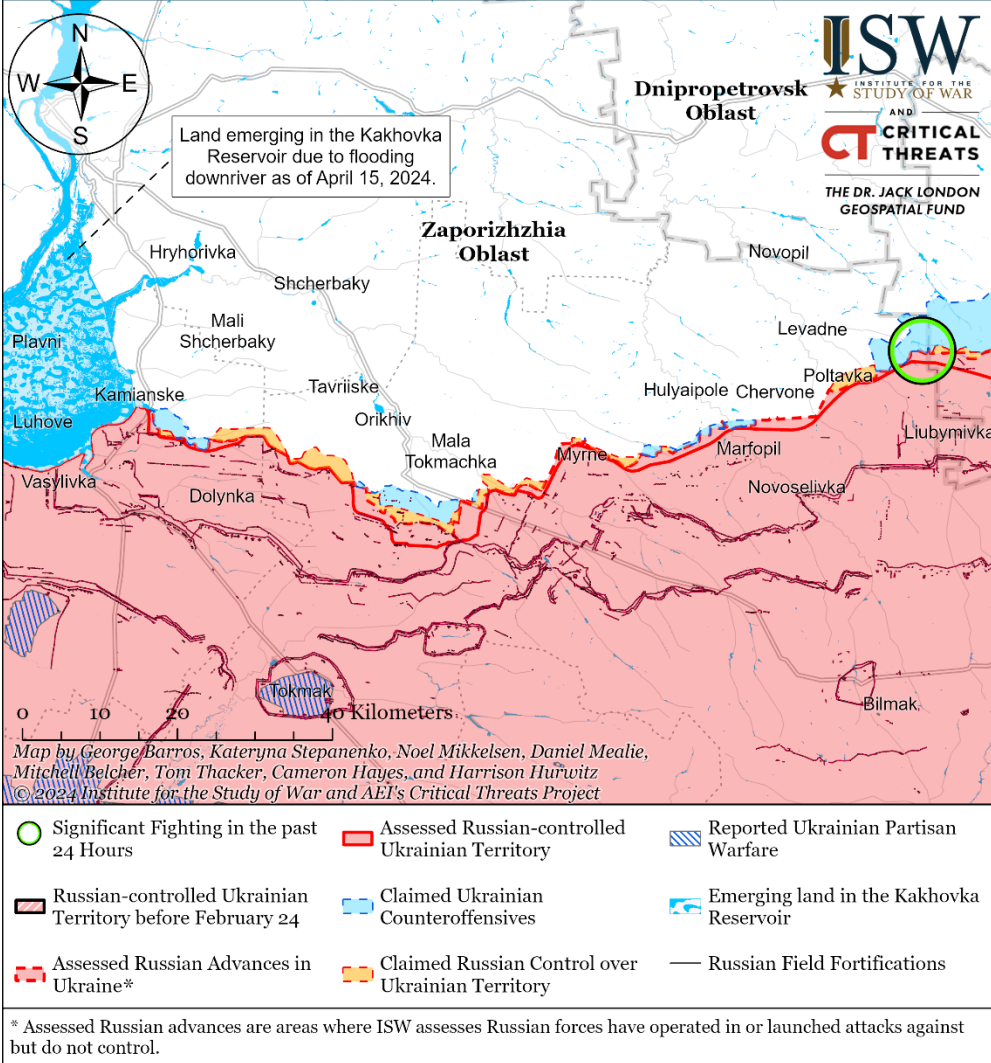 N
W
E
S
ISW
INSTITUTE FOR THE
STUDY OF WAR
AND
CT CRITICAL
THREATS
THE DR. JACK LONDON
GEOSPATIAL FUND
Dnipropetrovsk
Oblast
Land emerging in the Kakhovka
Reservoir due to flooding
downriver as of April 15, 2024.
Zaporizhzhia
Oblast
Hryhorivka
Novopil
Shcherbaky
Mali
Shcherbaky
Levadne
Plavni
Poltavka
Tavriiske
Hulyaipole
Chervone
Kamianske
Orikhiv
Luhove
Liubymivka
Mala
Tokmachka
Myrne
Marfopil
Vasylivka
Dolynka
Novoselivka
Tokmak
Bilmak
0
10
20
40 Kilometers
Map by George Barros, Kateryna Stepanenko, Noel Mikkelsen, Daniel Mealie,
Mitchell Belcher, Tom Thacker, Cameron Hayes, and Harrison Hurwitz
© 2024 Institute for the Study of War and AEI's Critical Threats Project
Significant Fighting in the past
24 Hours
Assessed Russian-controlled
Ukrainian Territory
Reported Ukrainian Partisan
Warfare
Russian-controlled Ukrainian
Territory before February 24
Claimed Ukrainian
Counteroffensives
Emerging land in the Kakhovka
Reservoir
Assessed Russian Advances in
Ukraine*
Claimed Russian Control over
Ukrainian Territory
Russian Field Fortifications
* Assessed Russian advances are areas where ISW assesses Russian forces have operated in or launched attacks against
but do not control.